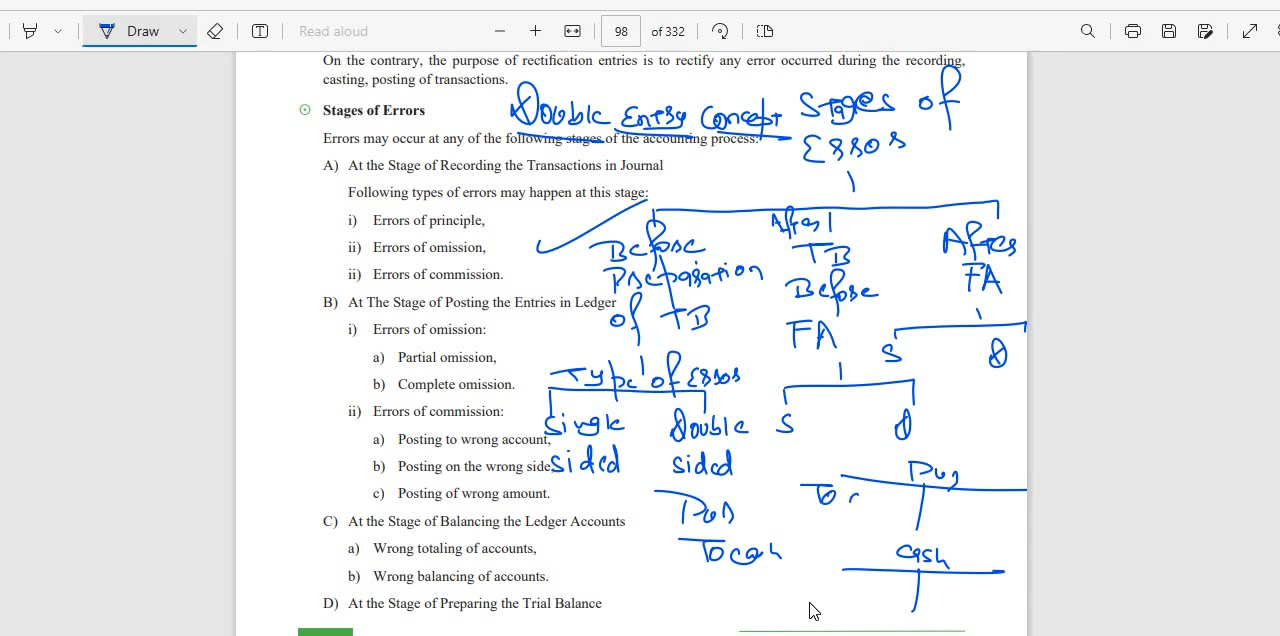 Draw
Read aloud
98 of 332
On the contrary, the purpose of rectification entries is to rectify any error occurred during the recording,
casting, posting of transactions.
Stages of Errors
Double Entry Concept
Errors may occur at any of the following stages of the accounting process:
A) At the Stage of Recording the Transactions in Journal
Following types of errors may happen at this stage:
i) Errors of principle,
ii) Errors of omission,
ii) Errors of commission.
B) At The Stage of Posting the Entries in Ledger
i) Errors of omission:
a) Partial omission,
b) Complete omission.
ii) Errors of commission:
a) Posting to wrong account,
b) Posting on the wrong side,
c) Posting of wrong amount.
C) At the Stage of Balancing the Ledger Accounts
a) Wrong totaling of accounts,
b) Wrong balancing of accounts.
D) At the Stage of Preparing the Trial Balance
Stages of
Error
Before
Preparation
of TB
Type of Error
Single
sided
Double
sided
Pur
To cash
After
TB
Before
FA
S
D
After
FA
S
D
Pur
To
Cash